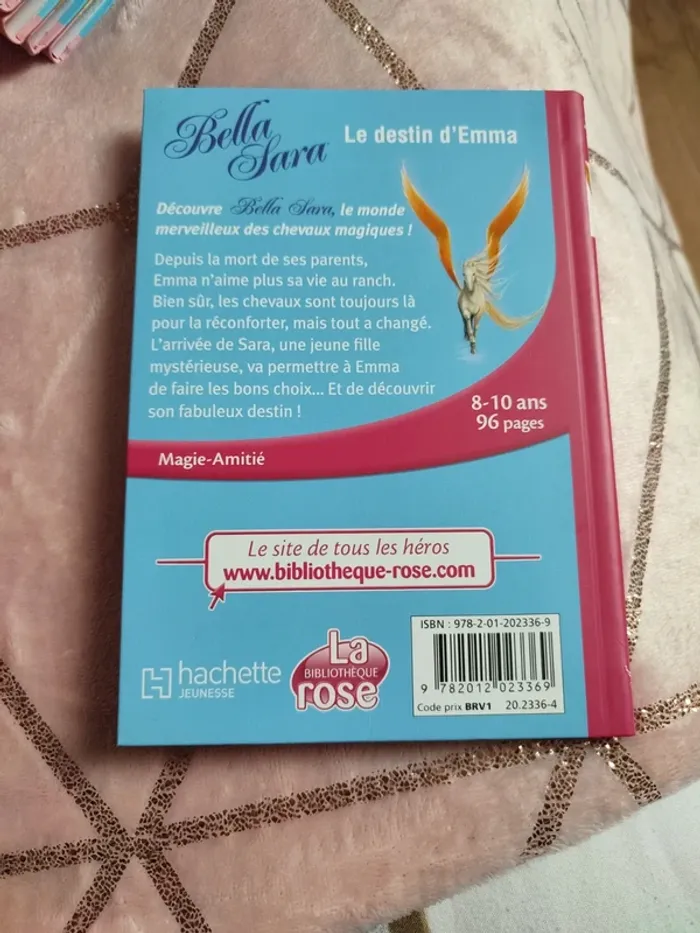 Bella Sara
Le destin d'Emma
Découvre Bella Sara, le monde
merveilleux des chevaux magiques !
Depuis la mort de ses parents,
Emma n'aime plus sa vie au ranch.
Bien sûr, les chevaux sont toujours là
pour la réconforter, mais tout a changé.
L'arrivée de Sara, une jeune fille
mystérieuse, va permettre à Emma
de faire les bons choix... Et de découvrir
son fabuleux destin !
8-10 ans
96 pages
Magie-Amitié
Le site de tous les héros
www.bibliotheque-rose.com
hachette
JEUNESSE
La
BIBLIOTHÈQUE
rose
ISBN : 978-2-01-202336-9
9 782012 023369
Code prix BRV1 20.2336-4